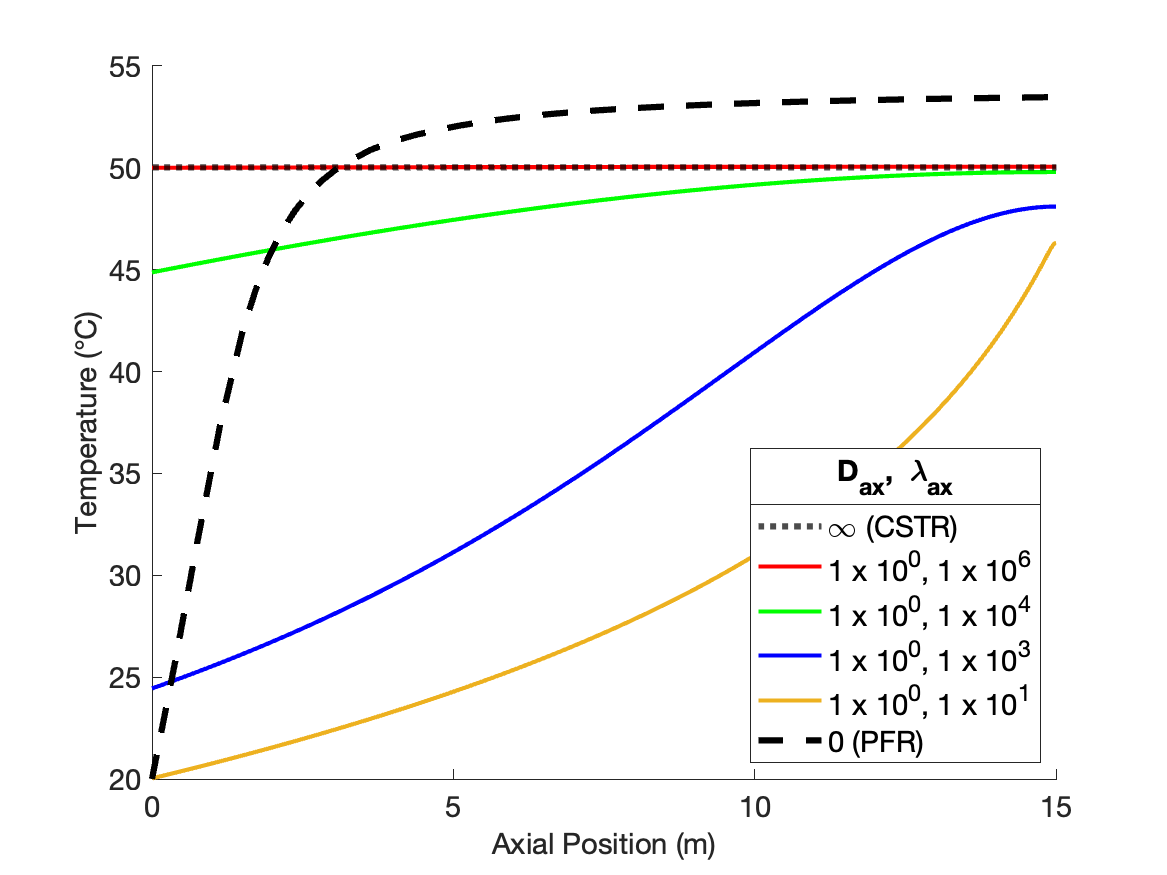 55
50
45
40
35
30
25
20
Temperature (°C)
0
5
10
15
Axial Position (m)
D_ax, λ_ax
∞ (CSTR)
1 x 10^0, 1 x 10^6
1 x 10^0, 1 x 10^4
1 x 10^0, 1 x 10^3
1 x 10^0, 1 x 10^1
0 (PFR)